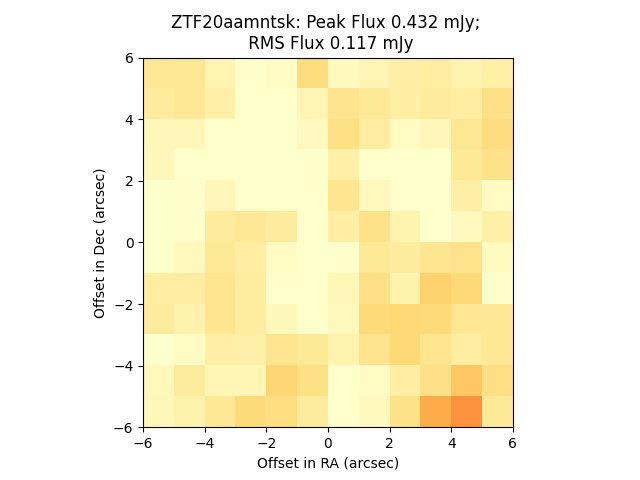 ZTF20aamntsk: Peak Flux 0.432 mJy;
RMS Flux 0.117 mJy
6
4
2
0
−2
−4
−6
Offset in Dec (arcsec)
−6 −4 −2 0 2 4 6
Offset in RA (arcsec)